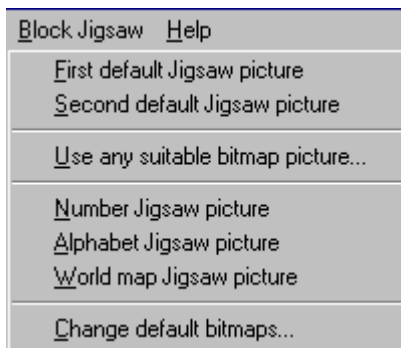 Block Jigsaw Help
First default Jigsaw picture
Second default Jigsaw picture
Use any suitable bitmap picture...
Number Jigsaw picture
Alphabet Jigsaw picture
World map Jigsaw picture
Change default bitmaps...